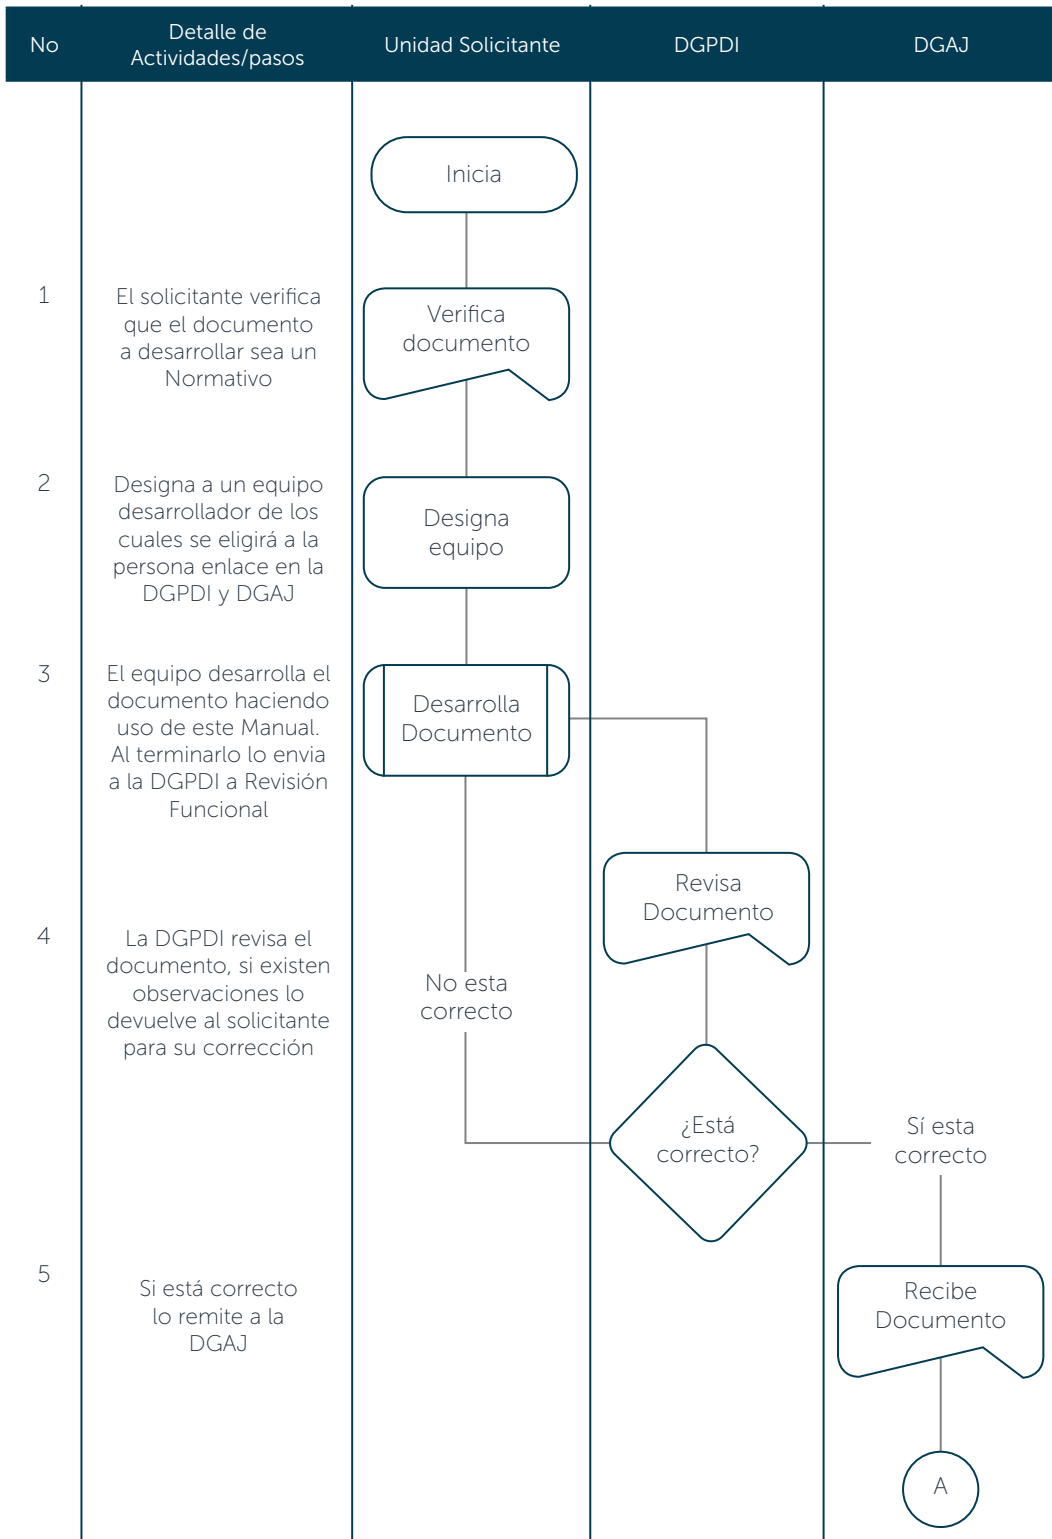 No
Detalle de
Actividades/pasos
Unidad Solicitante
DGPDI
DGAJ
Inicia
1
El solicitante verifica
que el documento
a desarrollar sea un
Normativo
Verifica
documento
2
Designa a un equipo
desarrollador de los
cuales se eligirá a la
persona enlace en la
DGPDI y DGAJ
Designa
equipo
3
El equipo desarrolla el
documento haciendo
uso de este Manual.
Al terminarlo lo envia
a la DGPDI a Revisión
Funcional
Desarrolla
Documento
Revisa
Documento
4
La DGPDI revisa el
documento, si existen
observaciones lo
devuelve al solicitante
para su corrección
No esta
correcto
¿Está
correcto?
Sí esta
correcto
5
Si está correcto
lo remite a la
DGAJ
Recibe
Documento
A